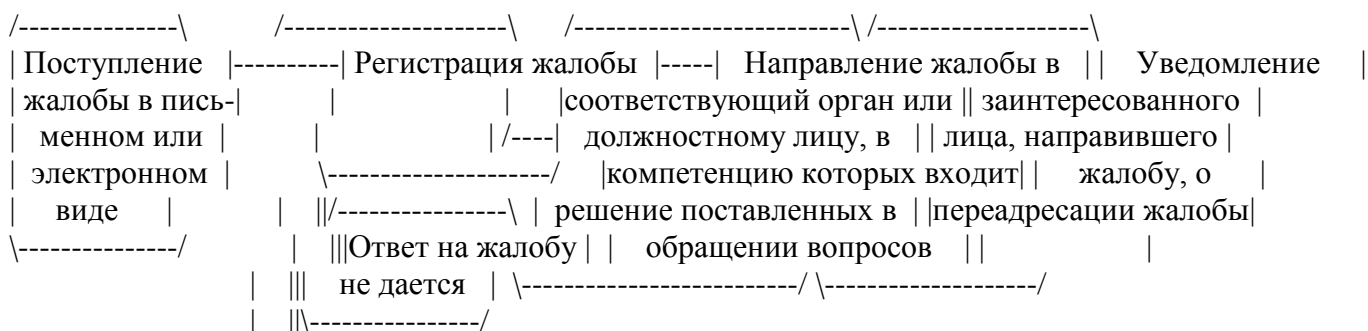 /---------------\ /---------------------\ /--------------------------\ /--------------------\
| Поступление |----------| Регистрация жалобы |-----| Направление жалобы в | | Уведомление |
| жалобы в пись-| | | |соответствующий орган или || заинтересованного |
| менном или | | | /----| должностному лицу, в | | лица, направившего |
| электронном | \---------------------/ |компетенцию которых входит| | жалобу, о |
| виде | | ||/----------------\ | решение поставленных в | |переадресации жалобы|
\---------------/ | |||Ответ на жалобу | | обращении вопросов | | |
| ||| не дается | \--------------------------/ \--------------------/
| ||\----------------/